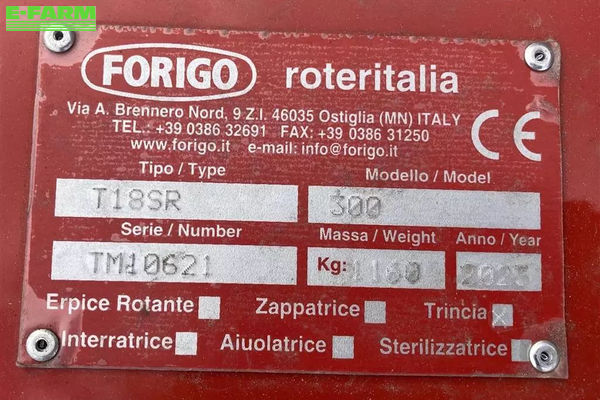 E-FARM
FORIGO roteritalia
Via A. Brennero Nord, 9 Z.I. 46035 Ostiglia (MN) ITALY
TEL.: +39 0386 32691 FAX: +39 0386 31250
www.forigo.it e-mail: info@forigo.it
CE
Tipo / Type Modello / Model
T18SR 300
Serie / Number Massa / Weight Anno / Year
TM10621 Kg: 1160 2023
Erpice Rotante Zappatrice Trincia X
Interratrice Aiuolatrice Sterilizzatrice